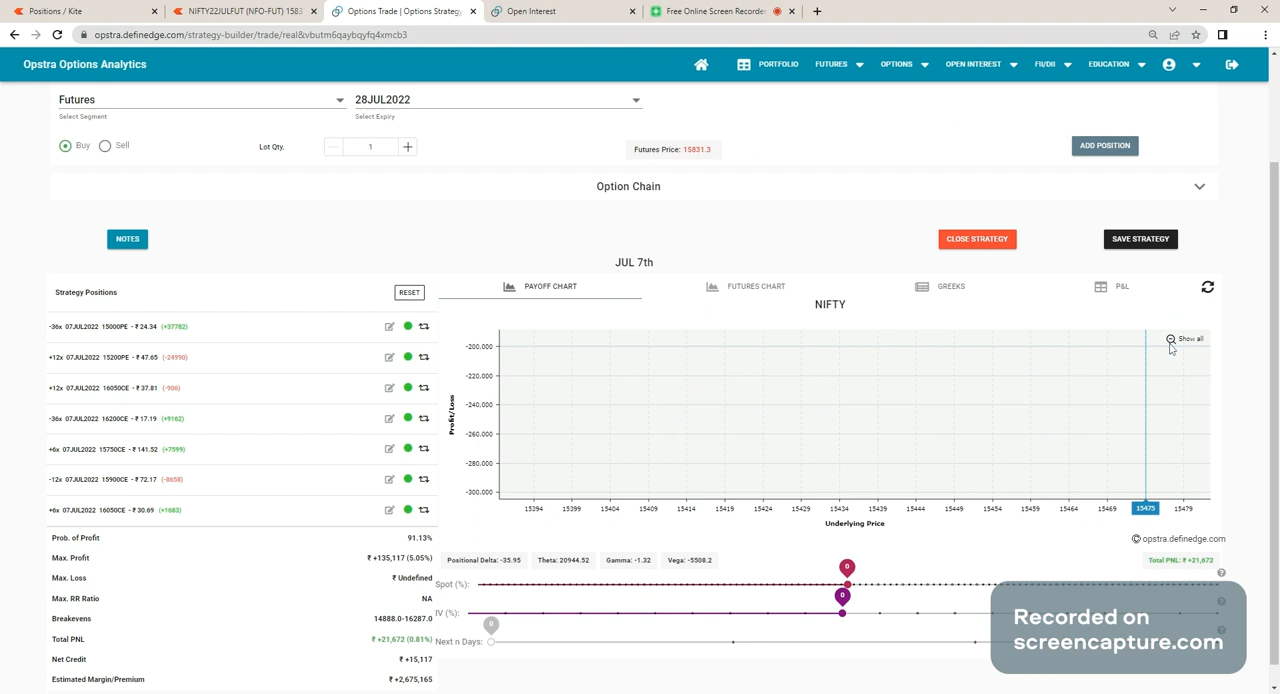 Positions / Kite
NIFTY22JULFUT (NFO-FUT) 1583
Options Trade | Options Strategy
Open Interest
Free Online Screen Recorder
opstra.definedge.com/strategy-builder/trade/real&vbutm6qaybqyfq4xmcb3
Opstra Options Analytics
PORTFOLIO FUTURES OPTIONS OPEN INTEREST FII/DII EDUCATION
Futures 28JUL2022
Select Segment Select Expiry
Buy Sell Lot Qty. 1 + Futures Price: 15831.3 ADD POSITION
Option Chain
NOTES CLOSE STRATEGY SAVE STRATEGY
JUL 7th
Strategy Positions RESET
PAYOFF CHART FUTURES CHART GREEKS P&L
NIFTY
Show all
-36x 07JUL2022 15000PE - ₹ 24.34 (+37782)
+12x 07JUL2022 15200PE - ₹ 47.65 (-24990)
+12x 07JUL2022 16050CE - ₹ 37.81 (-906)
-36x 07JUL2022 16200CE - ₹ 17.19 (+9162)
+6x 07JUL2022 15750CE - ₹ 141.52 (+7599)
-12x 07JUL2022 15900CE - ₹ 72.17 (-8658)
+6x 07JUL2022 16050CE - ₹ 30.69 (+1683)
Profit/Loss
-200,000
-220,000
-240,000
-260,000
-280,000
-300,000
15394 15399 15404 15409 15414 15419 15424 15429 15434 15439 15444 15449 15454 15459 15464 15469 15475 15479
Underlying Price
© opstra.definedge.com
Prob. of Profit 91.13%
Max. Profit ₹ +135,117 (5.05%)
Max. Loss ₹ Undefined
Max. RR Ratio NA
Breakevens 14888.0-16287.0
Total PNL ₹ +21,672 (0.81%)
Net Credit ₹ +15,117
Estimated Margin/Premium ₹ +2,675,165
Positional Delta: -35.95 Theta: 20944.52 Gamma: -1.32 Vega: -5508.2 Total PNL: ₹ +21,672
Spot (%): 0
IV (%): 0
Next n Days: 0
Recorded on
screencapture.com